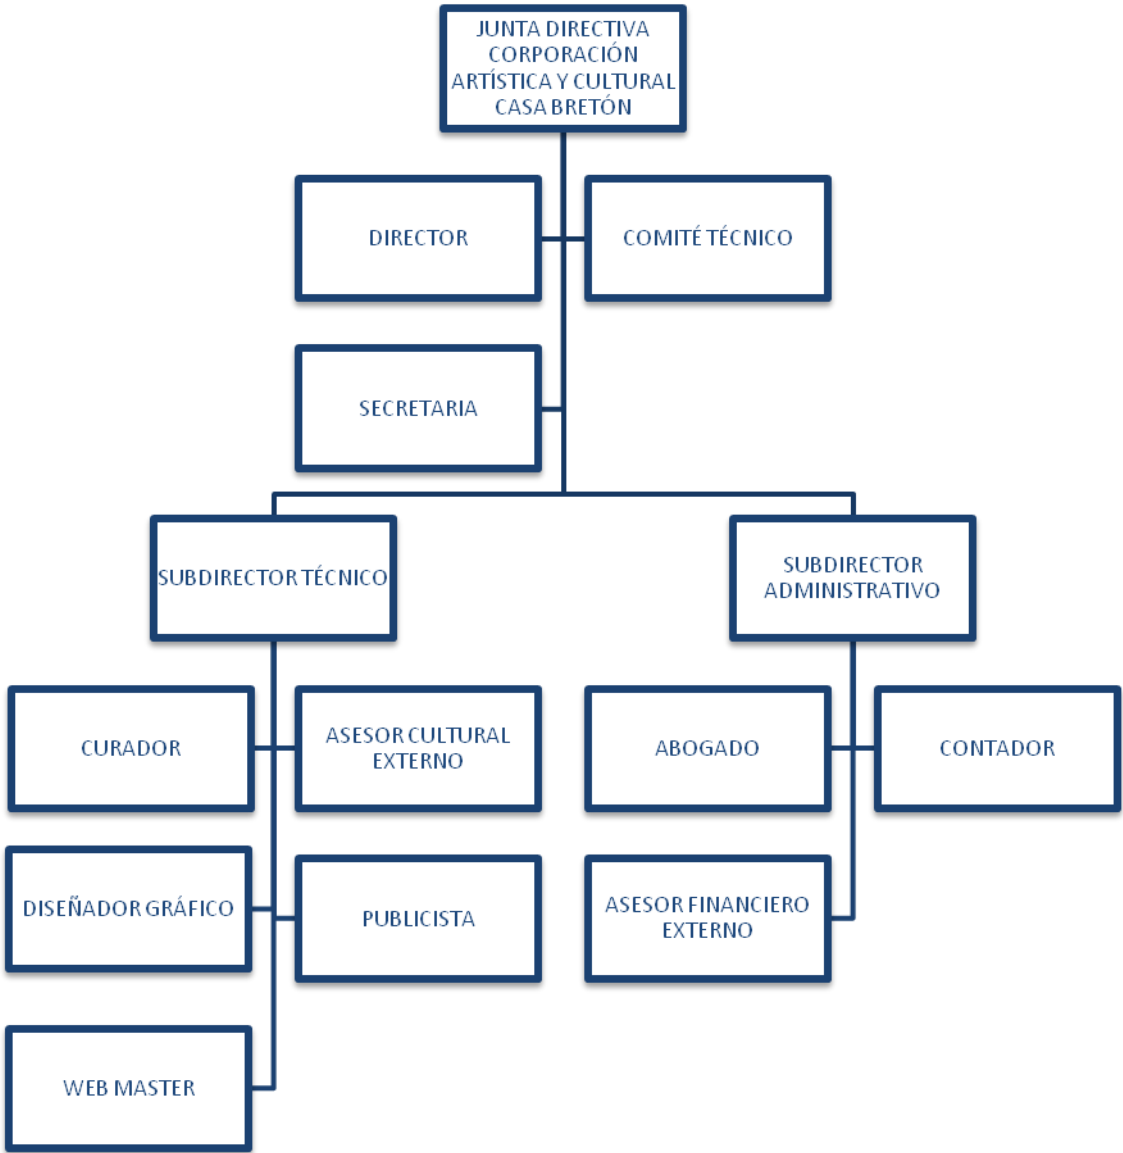 JUNTA DIRECTIVA
CORPORACIÓN
ARTÍSTICA Y CULTURAL
CASA BRETÓN
DIRECTOR
COMITÉ TÉCNICO
SECRETARIA
SUBDIRECTOR TÉCNICO
SUBDIRECTOR
ADMINISTRATIVO
CURADOR
ASESOR CULTURAL
EXTERNO
ABOGADO
CONTADOR
DISEÑADOR GRÁFICO
PUBLICISTA
ASESOR FINANCIERO
EXTERNO
WEB MASTER